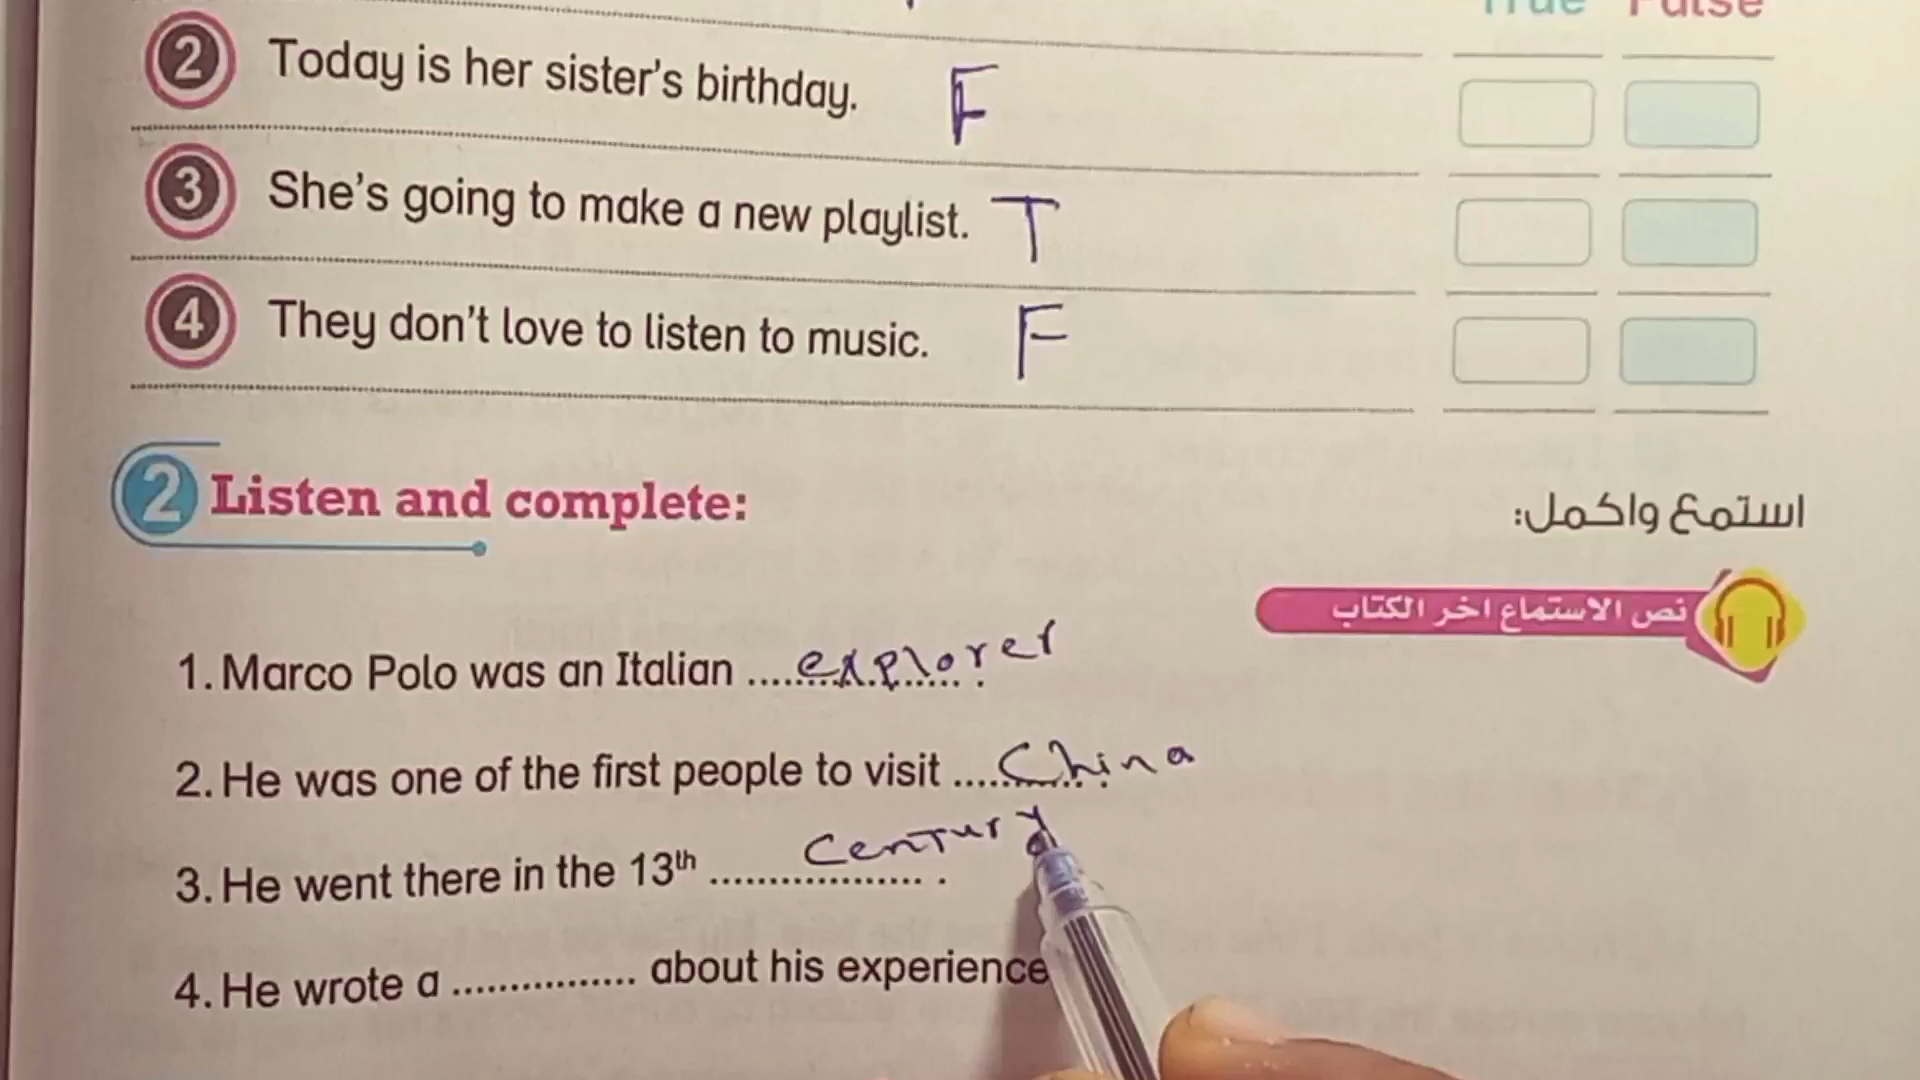 True False
2 Today is her sister's birthday. F
3 She's going to make a new playlist. T
4 They don't love to listen to music. F
2 Listen and complete: استمع واكمل:
نص الاستماع اخر الكتاب
1. Marco Polo was an Italian ....explorer.... .
2. He was one of the first people to visit ....China.... .
3. He went there in the 13th ....century.... .
4. He wrote a ................ about his experience